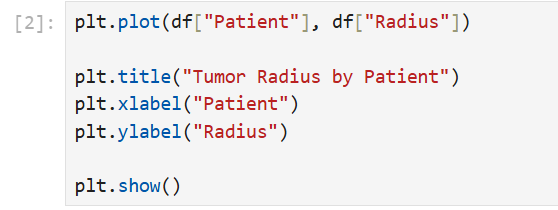 [2]: plt.plot(df["Patient"], df["Radius"])
plt.title("Tumor Radius by Patient")
plt.xlabel("Patient")
plt.ylabel("Radius")
plt.show()